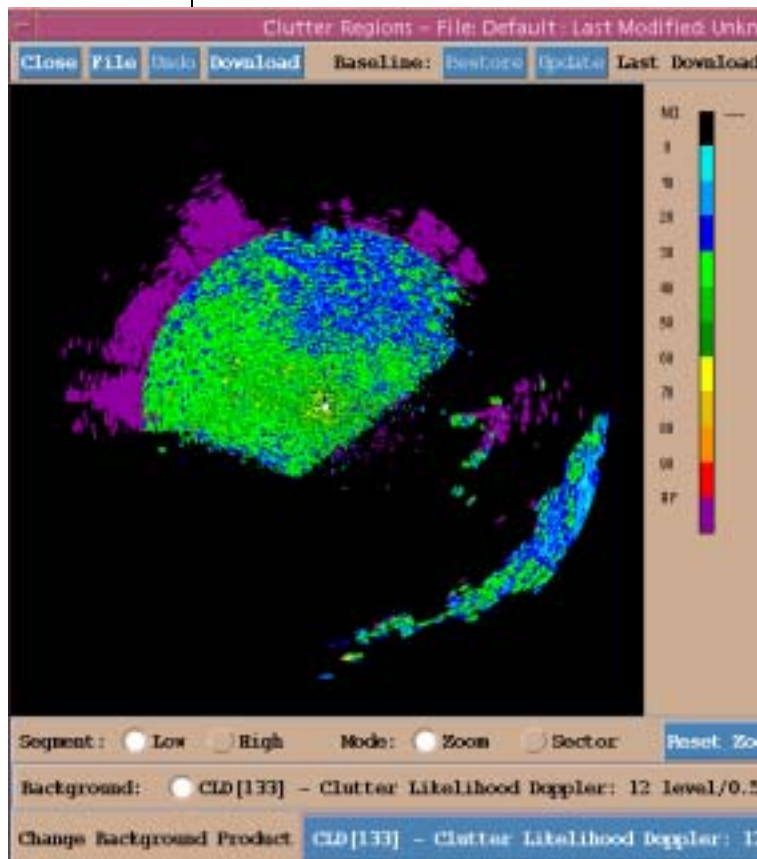 Clutter Regions - File: Default : Last Modified: Unkn
Close File Undo Download Baseline: Restore Update Last Download
ND
0
10
20
30
40
50
60
70
80
90
RF
Segment: Low High Mode: Zoom Sector Reset Zoo
Background: CLD[133] - Clutter Likelihood Doppler: 12 level/0.5
Change Background Product CLD[133] - Clutter Likelihood Doppler: 12